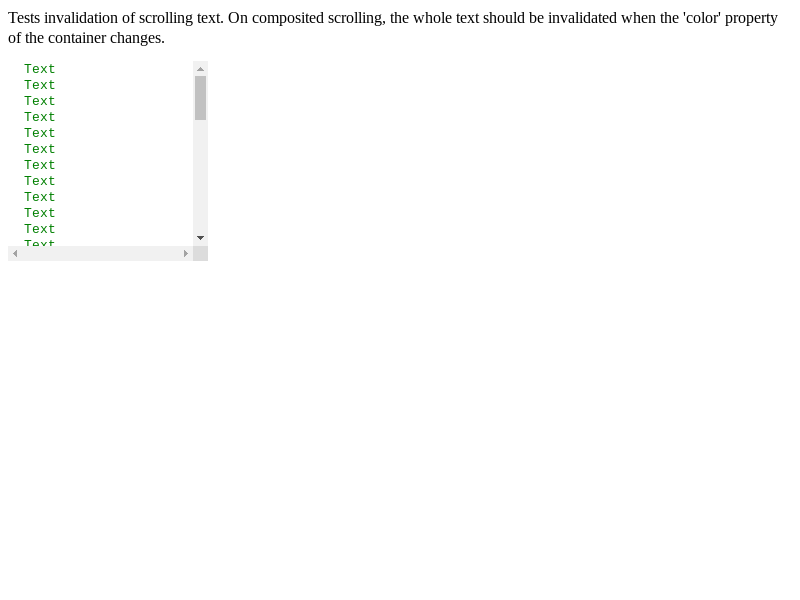 Tests invalidation of scrolling text. On composited scrolling, the whole text should be invalidated when the 'color' property
of the container changes.
Text
Text
Text
Text
Text
Text
Text
Text
Text
Text
Text
Text